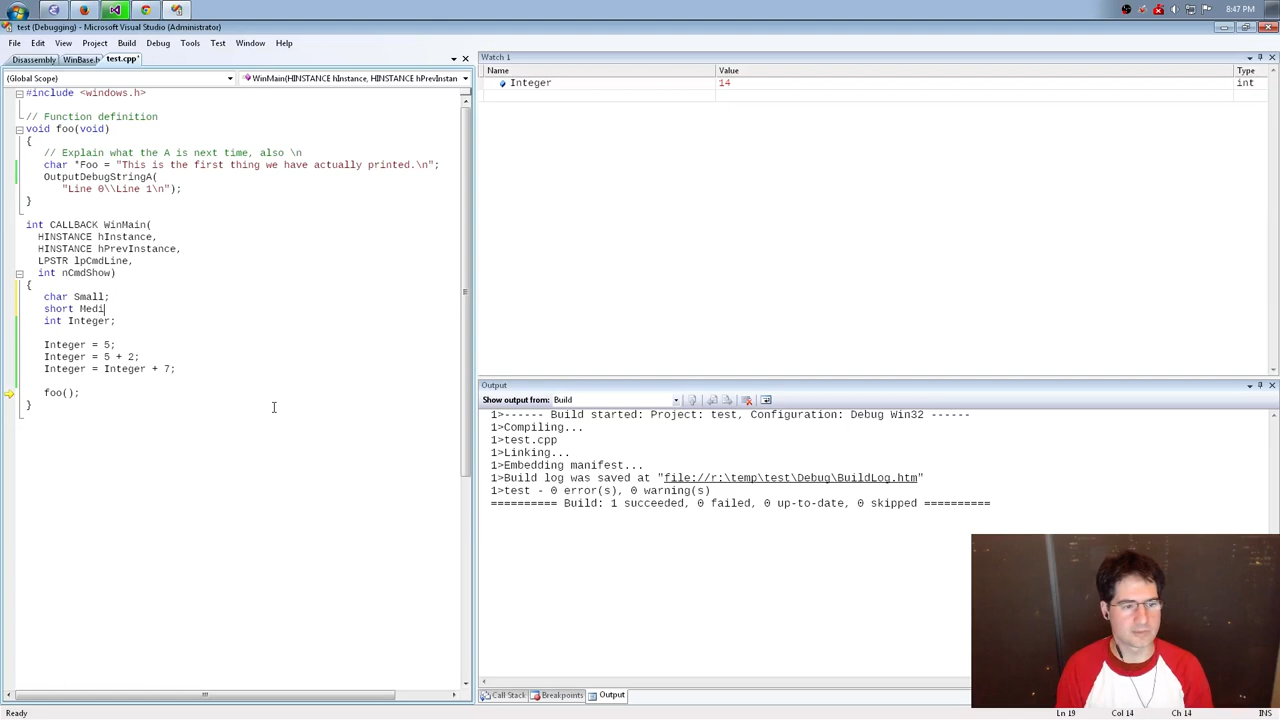 8:47 PM
test (Debugging) - Microsoft Visual Studio (Administrator)
File Edit View Project Build Debug Tools Test Window Help
Disassembly WinBase.h test.cpp*
(Global Scope) WinMain(HINSTANCE hInstance, HINSTANCE hPrevInstan
#include <windows.h>
// Function definition
void foo(void)
{
// Explain what the A is next time, also \n
char *Foo = "This is the first thing we have actually printed.\n";
OutputDebugStringA(
"Line 0\\Line 1\n");
}
int CALLBACK WinMain(
HINSTANCE hInstance,
HINSTANCE hPrevInstance,
LPSTR lpCmdLine,
int nCmdShow)
{
char Small;
short Medi
int Integer;
Integer = 5;
Integer = 5 + 2;
Integer = Integer + 7;
foo();
}
Watch 1
Name Value Type
Integer 14 int
Output
Show output from: Build
1>------ Build started: Project: test, Configuration: Debug Win32 ------
1>Compiling...
1>test.cpp
1>Linking...
1>Embedding manifest...
1>Build log was saved at "file://r:\temp\test\Debug\BuildLog.htm"
1>test - 0 error(s), 0 warning(s)
========== Build: 1 succeeded, 0 failed, 0 up-to-date, 0 skipped ==========
Call Stack Breakpoints Output
Ready Ln 19 Col 14 Ch 14 INS